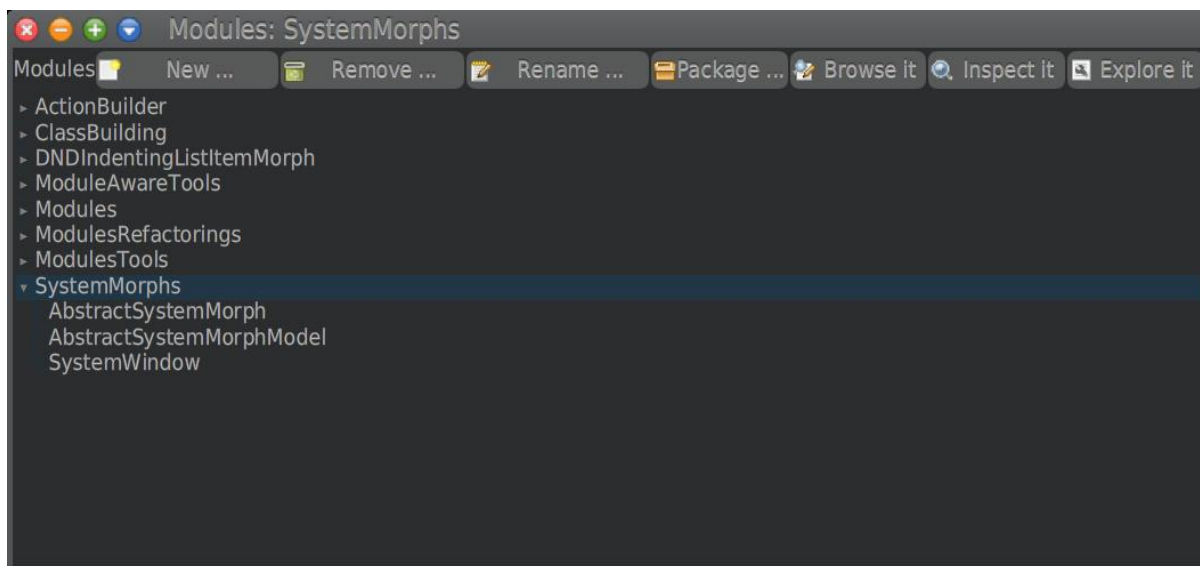 Modules: SystemMorphs
Modules New ... Remove ... Rename ... Package ... Browse it Inspect it Explore it
ActionBuilder
ClassBuilding
DNDIndentingListItemMorph
ModuleAwareTools
Modules
ModulesRefactorings
ModulesTools
SystemMorphs
AbstractSystemMorph
AbstractSystemMorphModel
SystemWindow